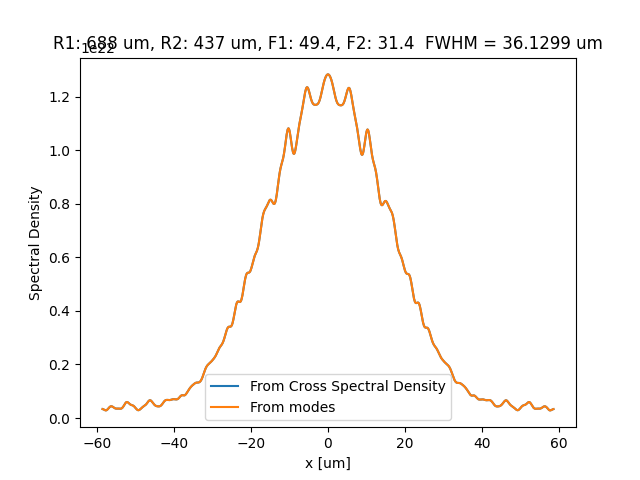 R1: 688 um, R2: 437 um, F1: 49.4, F2: 31.4  FWHM = 36.1299 um
1e22
1.2
1.0
0.8
0.6
0.4
0.2
0.0
Spectral Density
From Cross Spectral Density
From modes
−60
−40
−20
0
20
40
60
x [um]